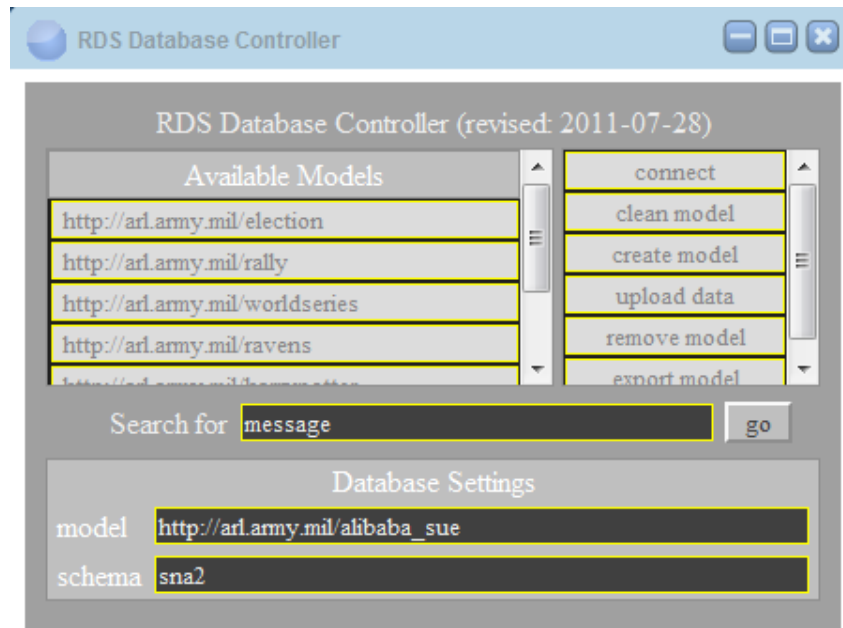 RDS Database Controller
RDS Database Controller (revised: 2011-07-28)
Available Models
http://arl.army.mil/election
http://arl.army.mil/rally
http://arl.army.mil/worldseries
http://arl.army.mil/ravens
connect
clean model
create model
upload data
remove model
export model
Search for message go
Database Settings
model http://arl.army.mil/alibaba_sue
schema sna2